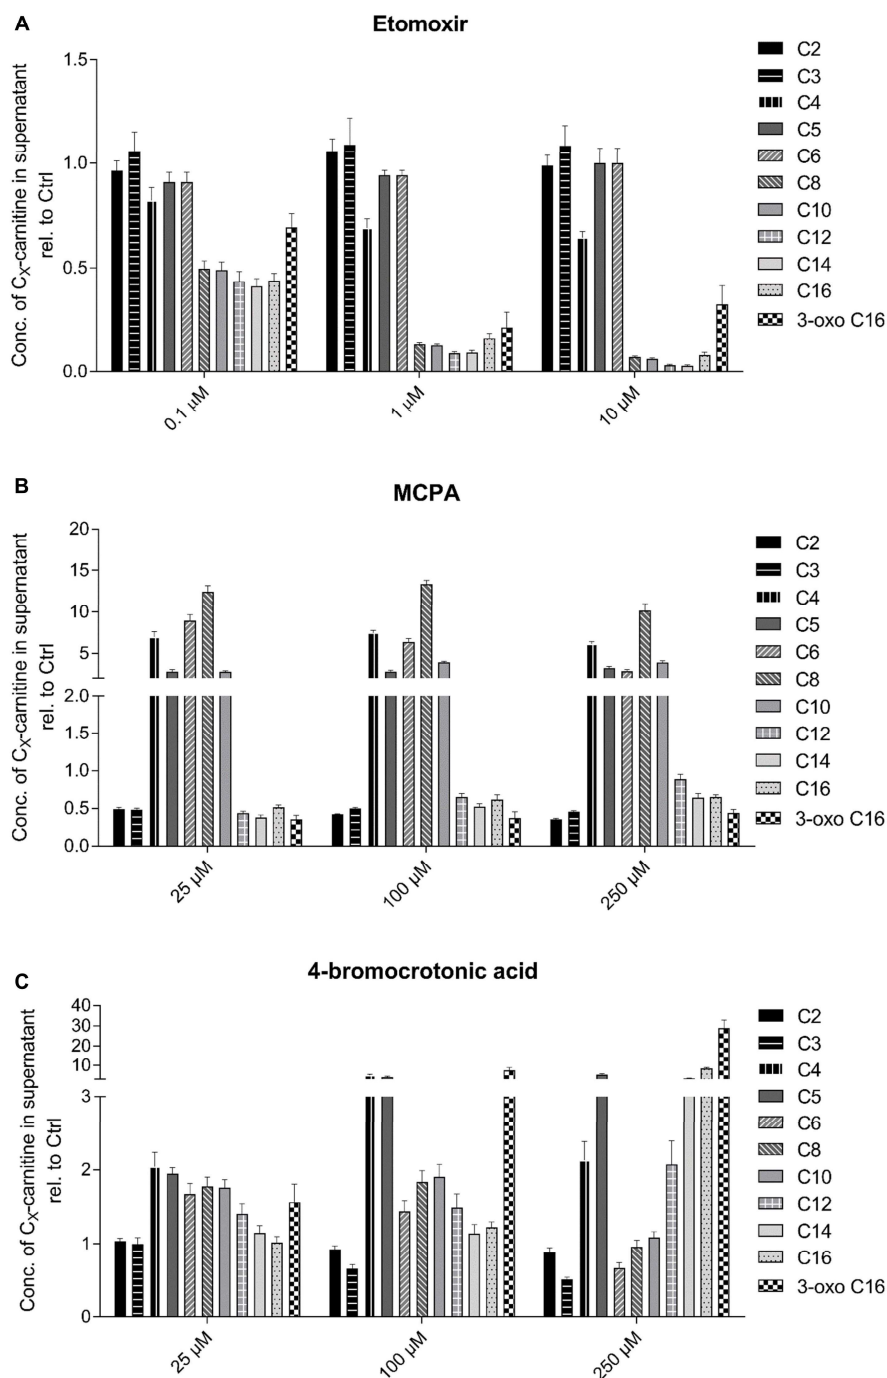 A
Etomoxir
Conc. of CX-carnitine in supernatant
rel. to Ctrl
1.5
1.0
0.5
0.0
0.1 µM
1 µM
10 µM
C2
C3
C4
C5
C6
C8
C10
C12
C14
C16
3-oxo C16
B
MCPA
Conc. of CX-carnitine in supernatant
rel. to Ctrl
20
15
10
5
2.0
1.5
1.0
0.5
0.0
25 µM
100 µM
250 µM
C2
C3
C4
C5
C6
C8
C10
C12
C14
C16
3-oxo C16
C
4-bromocrotonic acid
Conc. of CX-carnitine in supernatant
rel. to Ctrl
40
30
20
10
3
2
1
0
25 µM
100 µM
250 µM
C2
C3
C4
C5
C6
C8
C10
C12
C14
C16
3-oxo C16